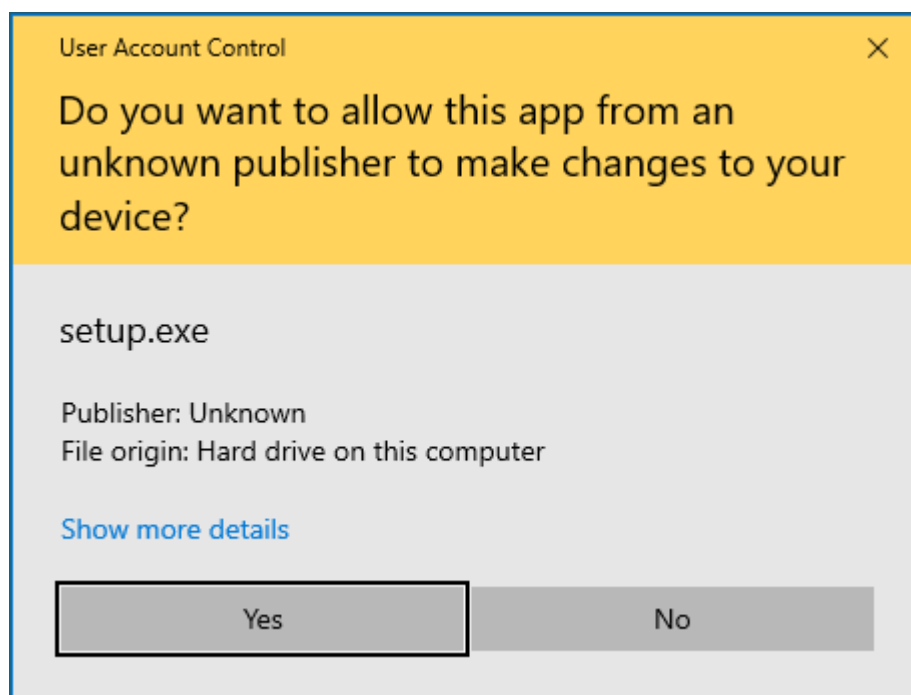 User Account Control
Do you want to allow this app from an
unknown publisher to make changes to your
device?
setup.exe
Publisher: Unknown
File origin: Hard drive on this computer
Show more details
Yes
No